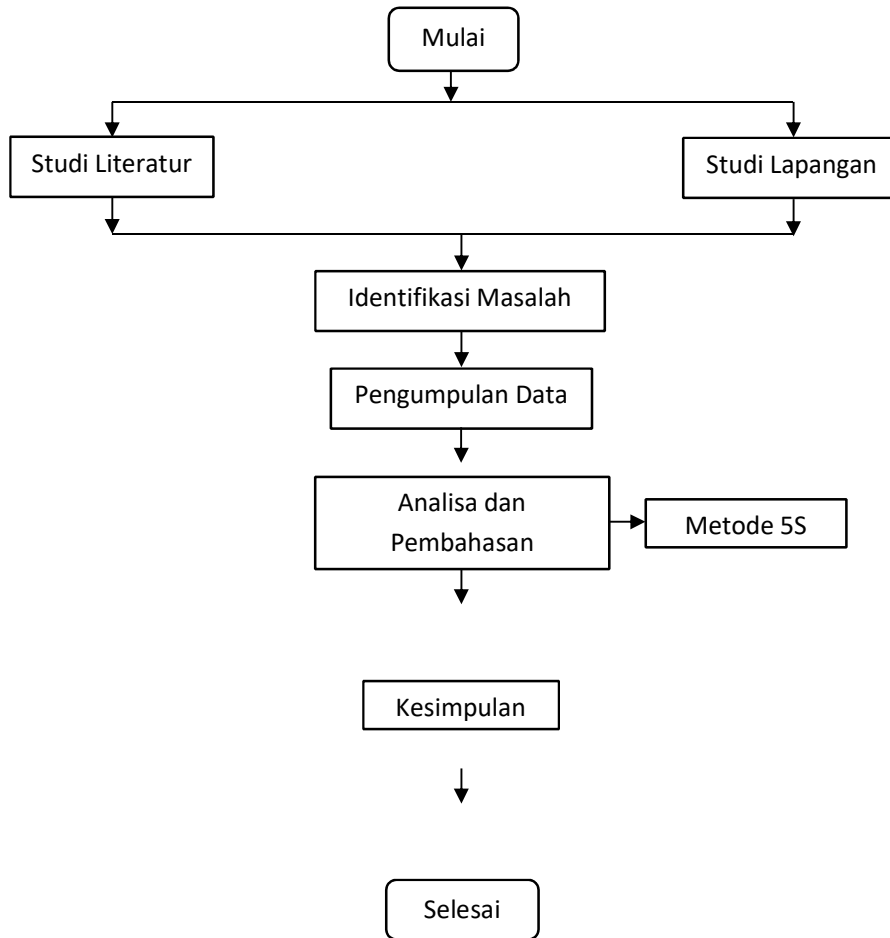 Mulai
Studi Literatur
Studi Lapangan
Identifikasi Masalah
Pengumpulan Data
Analisa dan
Pembahasan
Metode 5S
Kesimpulan
Selesai